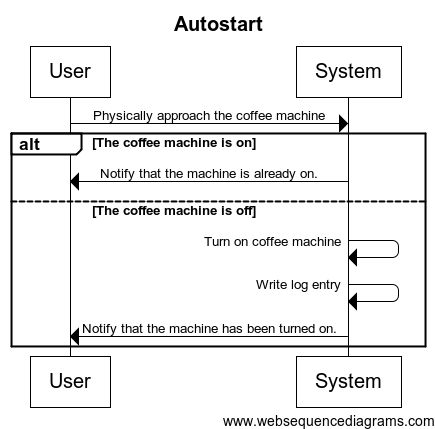 Autostart
User
System
Physically approach the coffee machine
alt
[The coffee machine is on]
Notify that the machine is already on.
[The coffee machine is off]
Turn on coffee machine
Write log entry
Notify that the machine has been turned on.
User
System
www.websequencediagrams.com